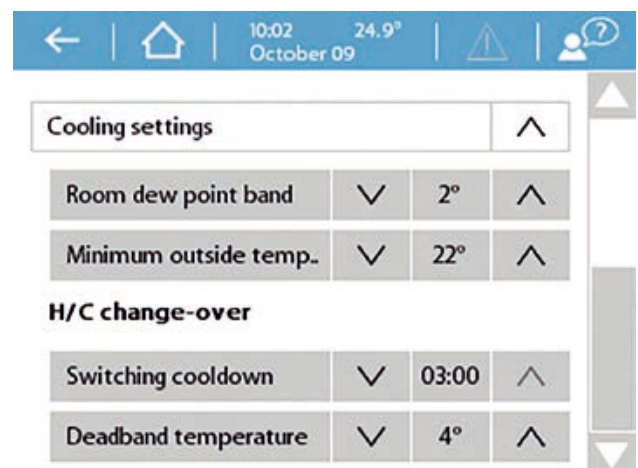 10:02 24.9°
October 09
?
Cooling settings
Room dew point band 2°
Minimum outside temp.. 22°
H/C change-over
Switching cooldown 03:00
Deadband temperature 4°